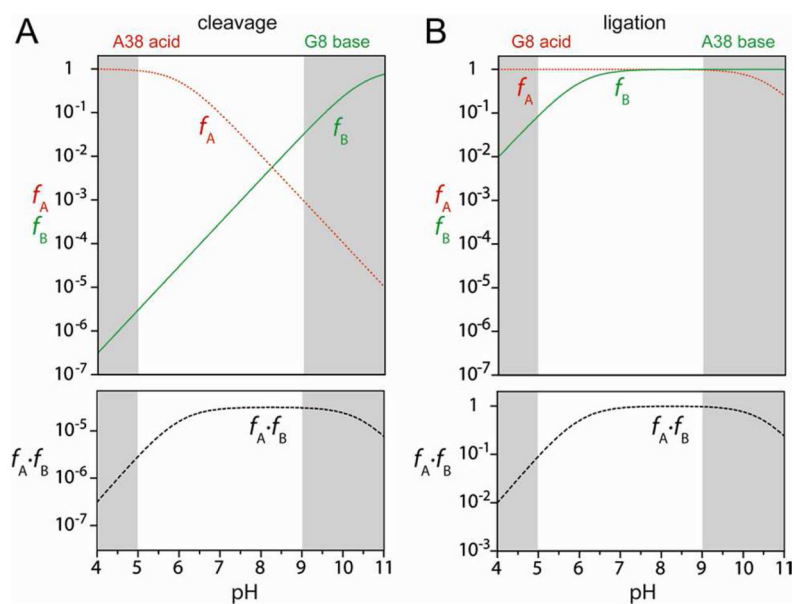 A
cleavage
A38 acid
G8 base
1
10-1
10-2
10-3
10-4
10-5
10-6
10-7
fA
fB
fA
fB
10-5
10-6
10-7
fA·fB
fA·fB
4
5
6
7
8
9
10
11
pH
B
ligation
G8 acid
A38 base
1
10-1
10-2
10-3
10-4
10-5
10-6
10-7
fA
fB
fA
fB
1
10-1
10-2
10-3
fA·fB
fA·fB
4
5
6
7
8
9
10
11
pH